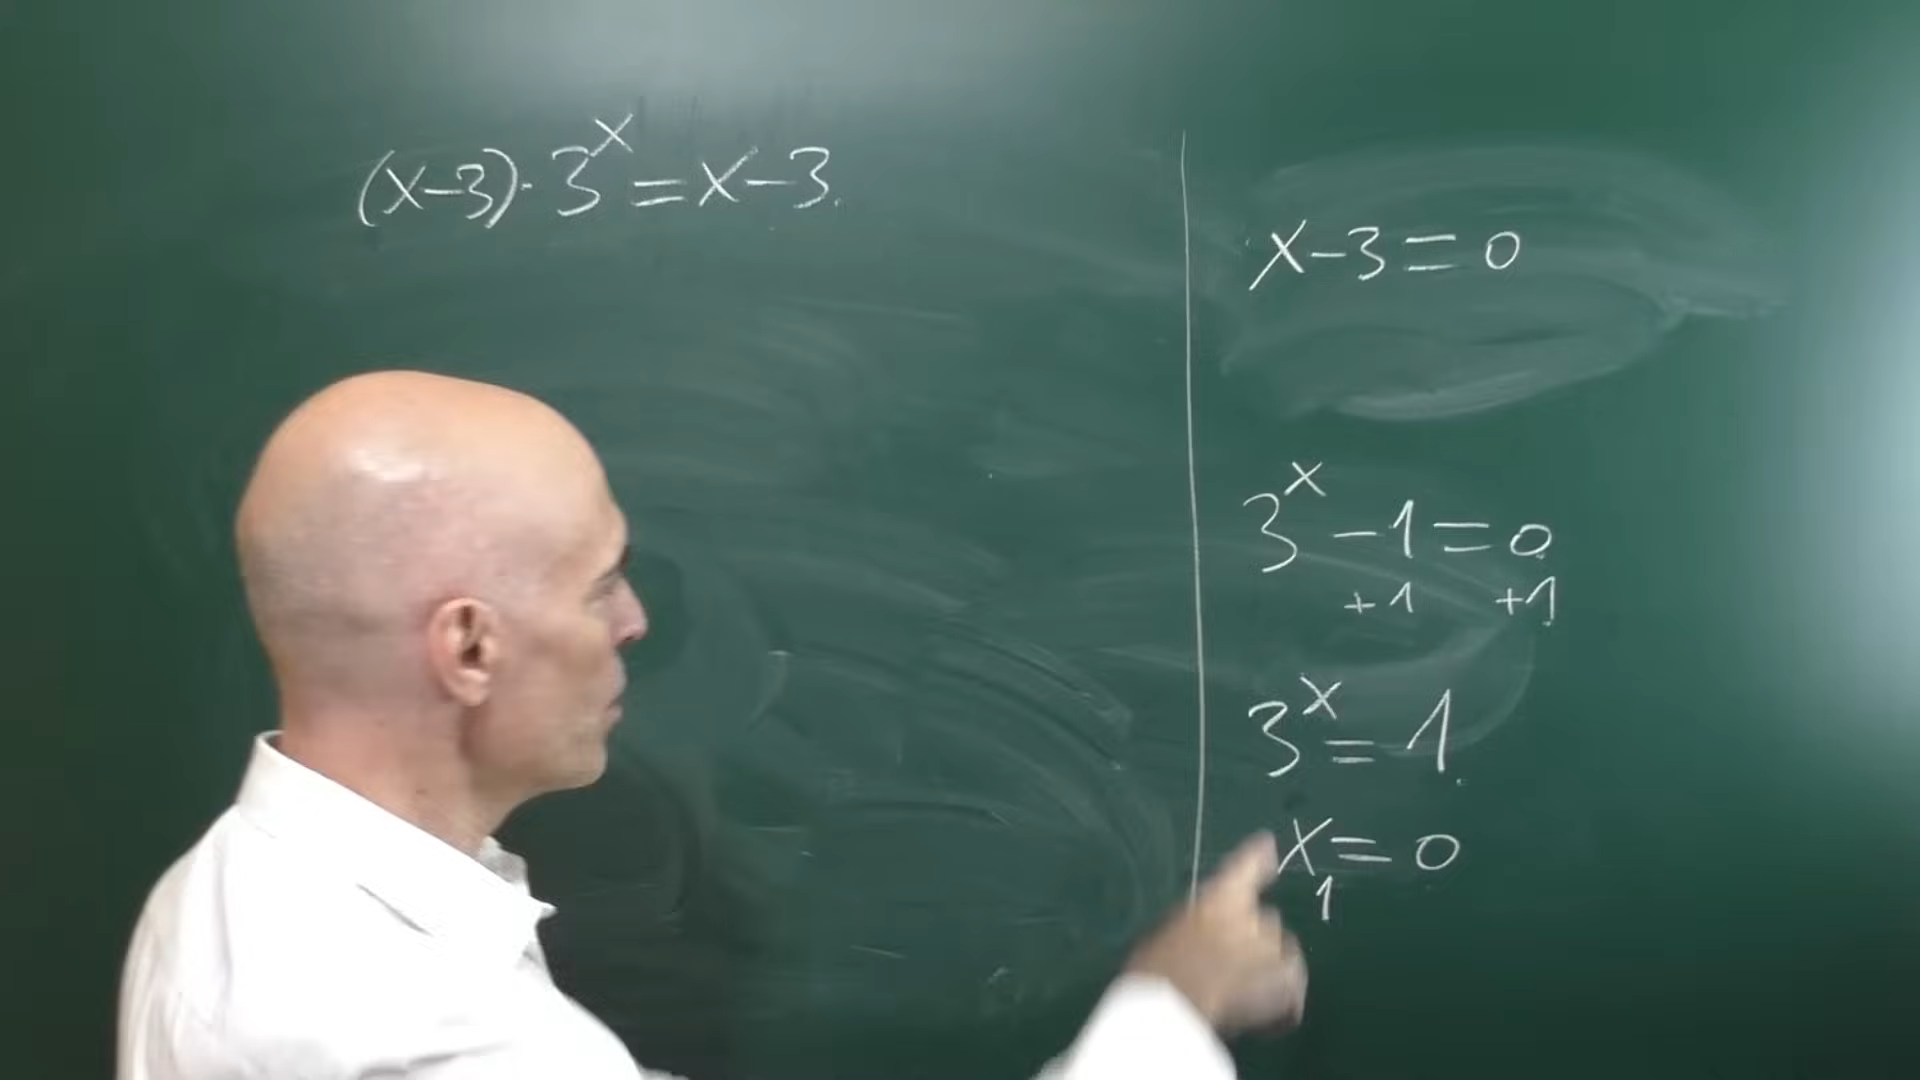 (x-3)·3^x=x-3
x-3=0
3^x-1=0
+1 +1
3^x=1
x₁=0